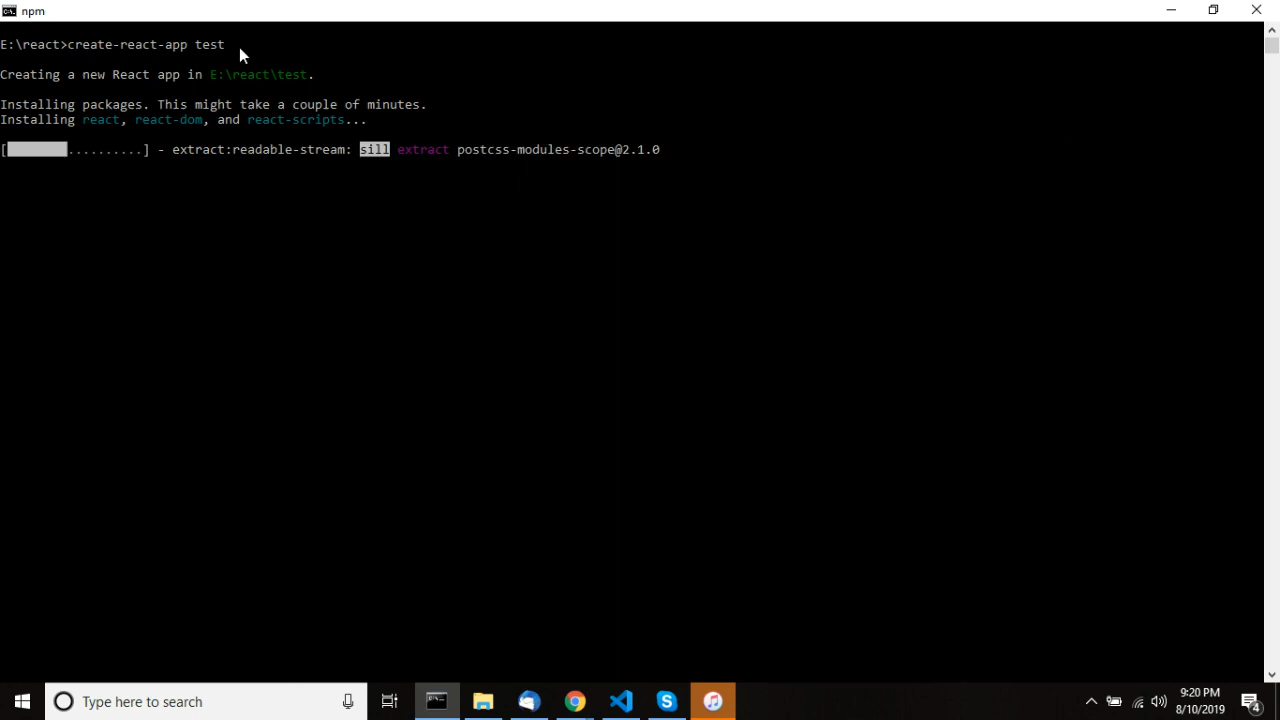 npm
E:\react>create-react-app test
Creating a new React app in E:\react\test.
Installing packages. This might take a couple of minutes.
Installing react, react-dom, and react-scripts...
[ ..........] - extract:readable-stream: sill extract postcss-modules-scope@2.1.0
Type here to search
9:20 PM
8/10/2019
4